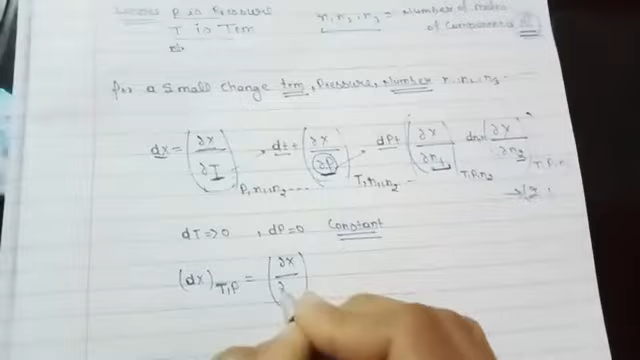 P is Pressure
T is Tem
n₁ n₂, n₃ = Number of moles
of Components
for a Small change tem, Pressure, Number n₁ n₂ n₃.
dx = (∂x/∂T)P,n₁,n₂.... dt + (∂x/∂P)T,n₁,n₂.. dP + (∂x/∂n₁)T,P,n₂ dn₁ (∂x/∂n₂)T,P,n₁
dT => 0 , dP = 0 Constant
(dx)T,P = (∂x/∂